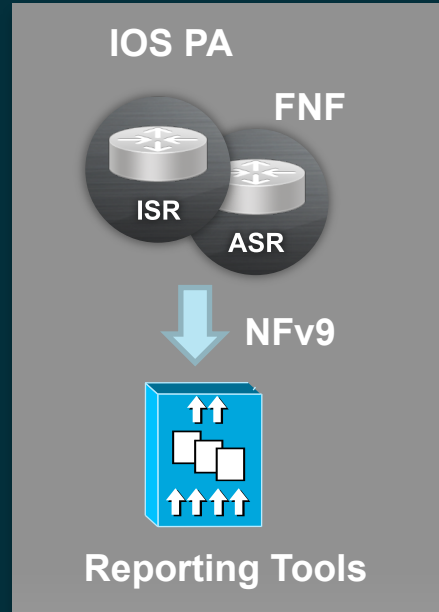 IOS PA
FNF
ISR
ASR
NFv9
Reporting Tools